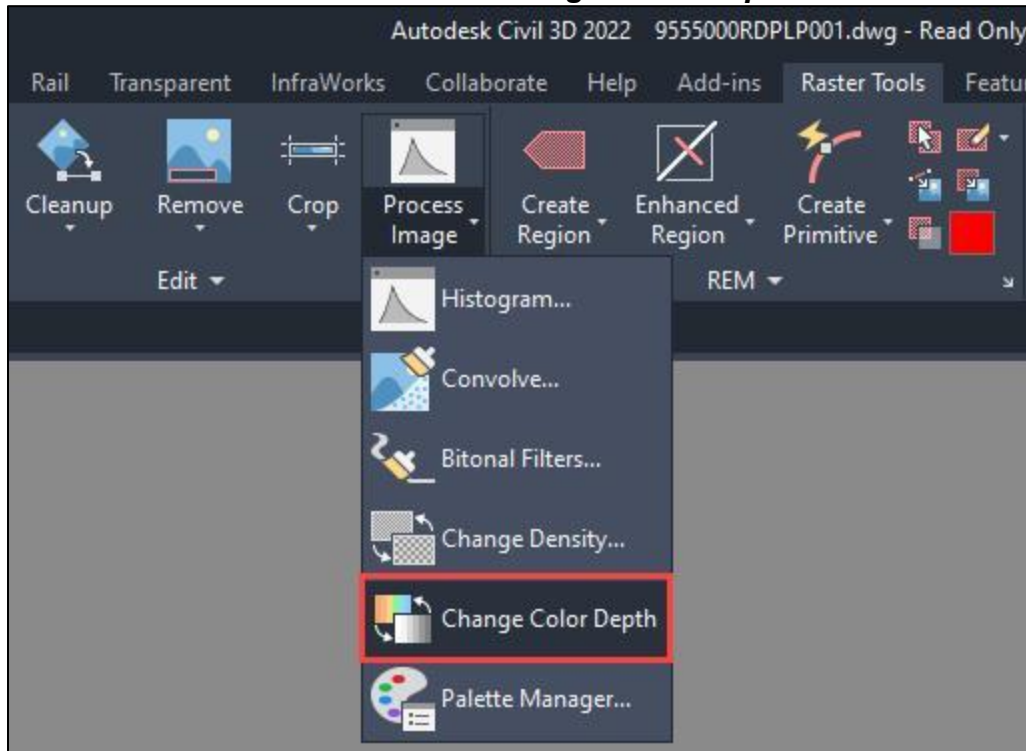 Autodesk Civil 3D 2022 9555000RDPLP001.dwg - Read Only
Rail Transparent InfraWorks Collaborate Help Add-ins Raster Tools Featu
Cleanup Remove Crop Process Image Create Region Enhanced Region Create Primitive
Edit REM
Histogram...
Convolve...
Bitonal Filters...
Change Density...
Change Color Depth
Palette Manager...